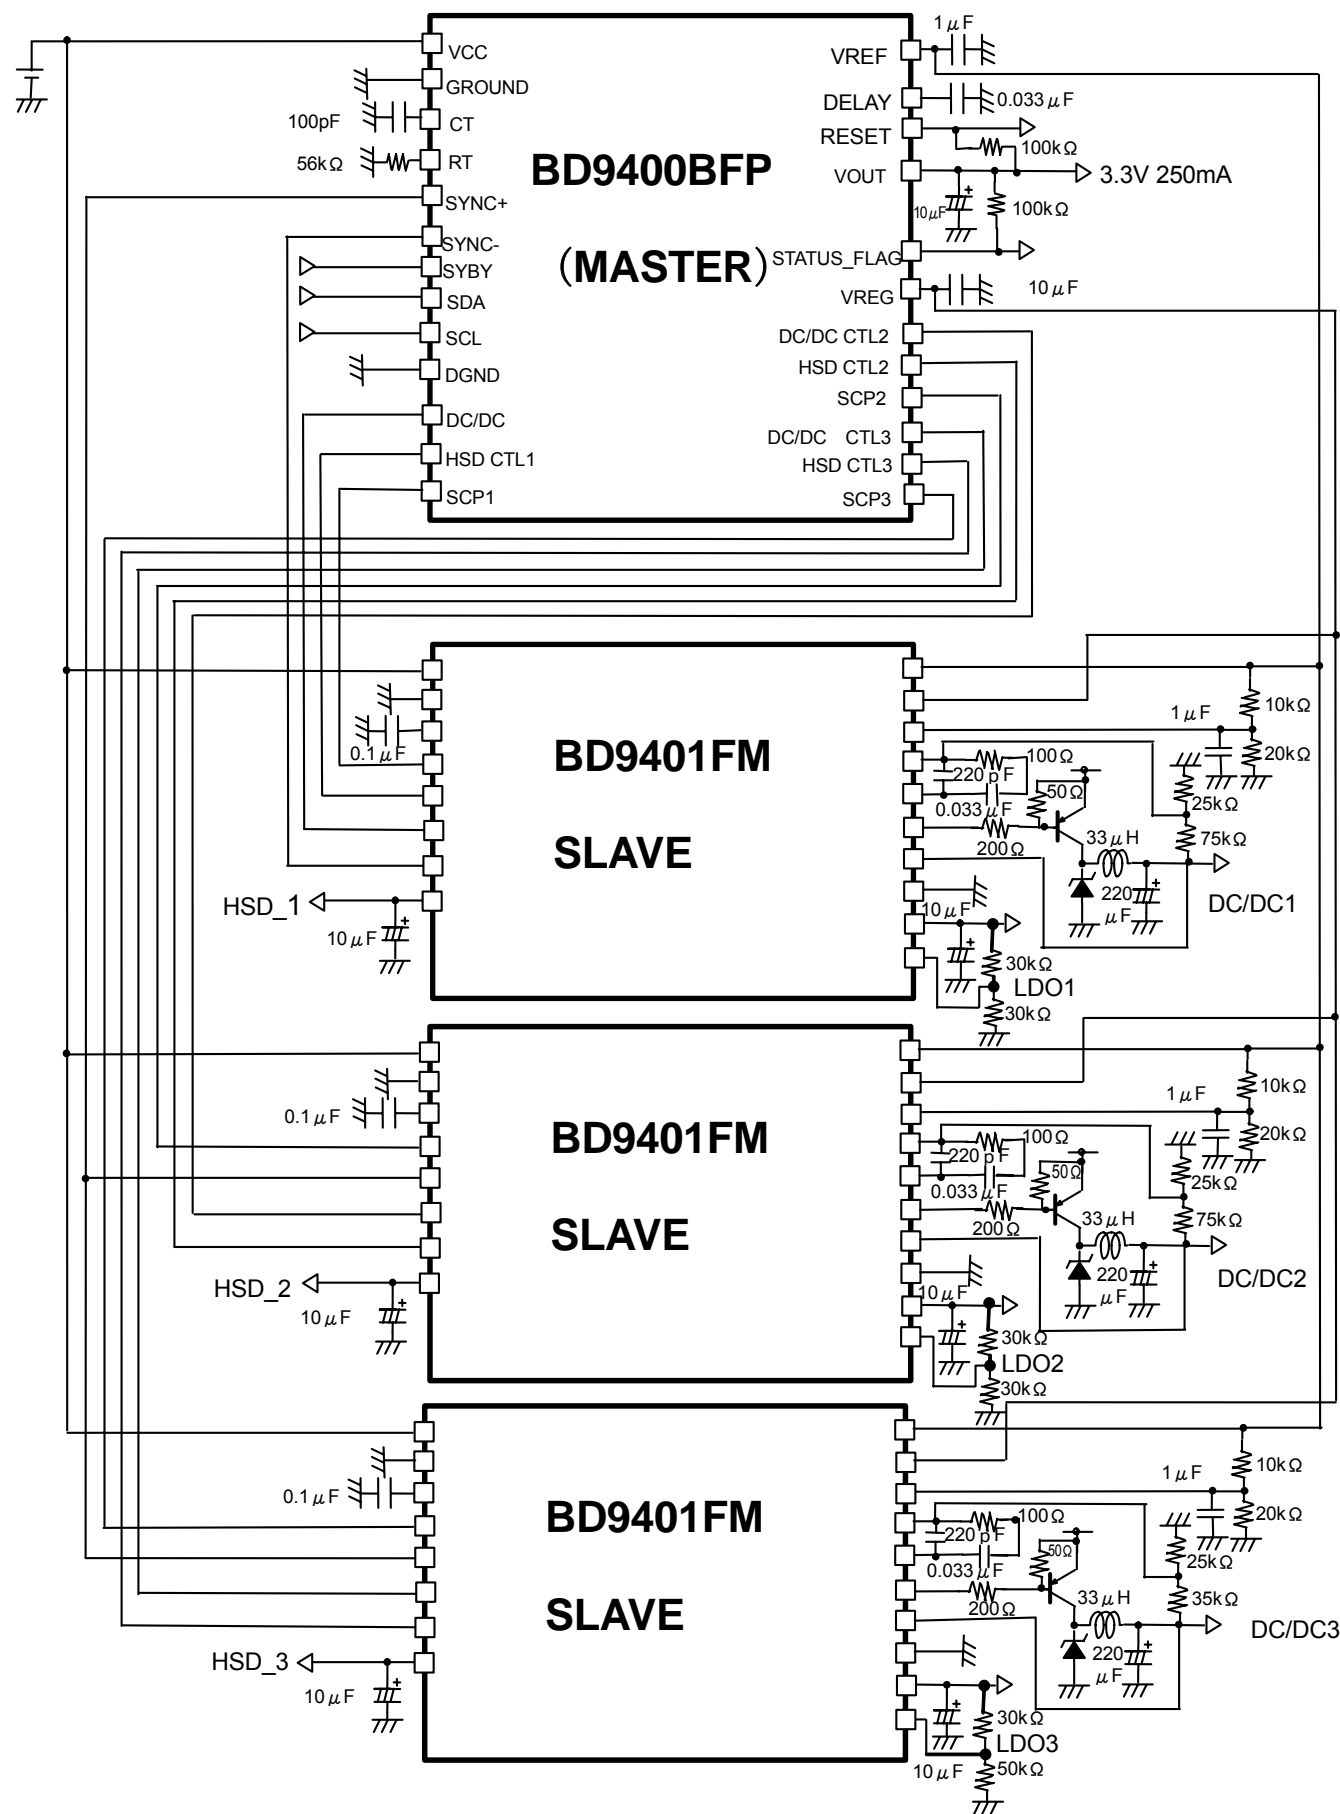 1μF
VCC
VREF
GROUND
DELAY
0.033μF
100pF
CT
RESET
100kΩ
56kΩ
RT
BD9400BFP
VOUT
3.3V 250mA
SYNC+
10μF
100kΩ
SYNC-
(MASTER)
STATUS_FLAG
SYBY
SDA
VREG
10μF
SCL
DC/DC CTL2
DGND
HSD CTL2
SCP2
DC/DC
DC/DC CTL3
HSD CTL1
HSD CTL3
SCP1
SCP3
10kΩ
1μF
0.1μF
BD9401FM
100Ω
20kΩ
220pF
50Ω
25kΩ
0.033μF
SLAVE
200Ω
33μH
75kΩ
HSD_1
220
μF
DC/DC1
10μF
10μF
30kΩ
LDO1
30kΩ
10kΩ
1μF
0.1μF
BD9401FM
100Ω
20kΩ
220pF
50Ω
25kΩ
0.033μF
SLAVE
200Ω
33μH
75kΩ
HSD_2
220
μF
DC/DC2
10μF
10μF
30kΩ
LDO2
30kΩ
10kΩ
1μF
0.1μF
BD9401FM
100Ω
20kΩ
220pF
50Ω
25kΩ
0.033μF
SLAVE
200Ω
33μH
35kΩ
HSD_3
220
μF
DC/DC3
10μF
30kΩ
LDO3
10μF
50kΩ